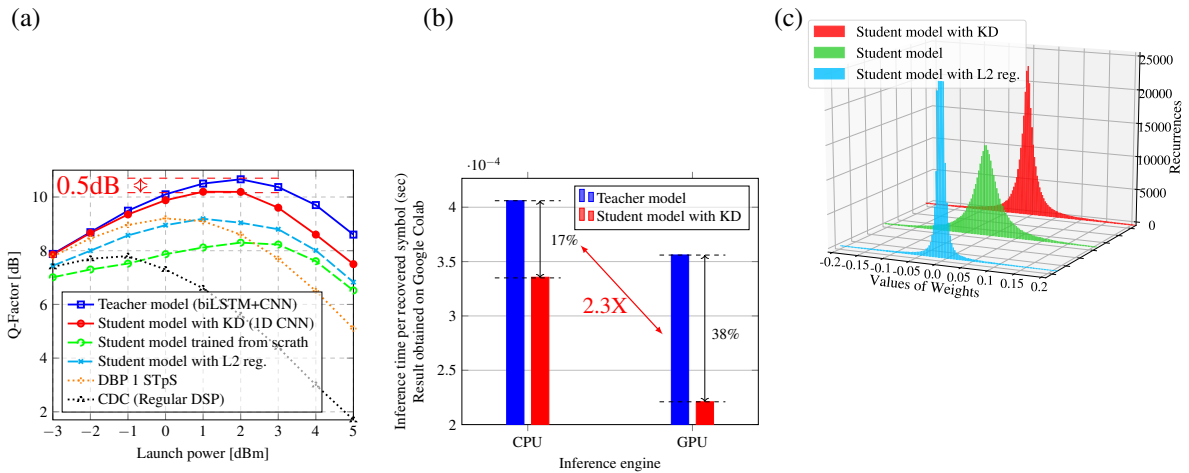 (a)
0.5dB
10
8
6
4
2
Q-Factor [dB]
Teacher model (biLSTM+CNN)
Student model with KD (1D CNN)
Student model trained from scrath
Student model with L2 reg.
DBP 1 STpS
CDC (Regular DSP)
−3 −2 −1 0 1 2 3 4 5
Launch power [dBm]
(b)
·10−4
4
3.5
3
2.5
2
Inference time per recovered symbol (sec)
Result obtained on Google Colab
Teacher model
Student model with KD
17%
2.3X
38%
CPU GPU
Inference engine
(c)
Student model with KD
Student model
Student model with L2 reg.
25000
20000
15000
10000
5000
0
Recurrences
-0.2 -0.15 -0.1 -0.05 0.0 0.05 0.1 0.15 0.2
Values of Weights